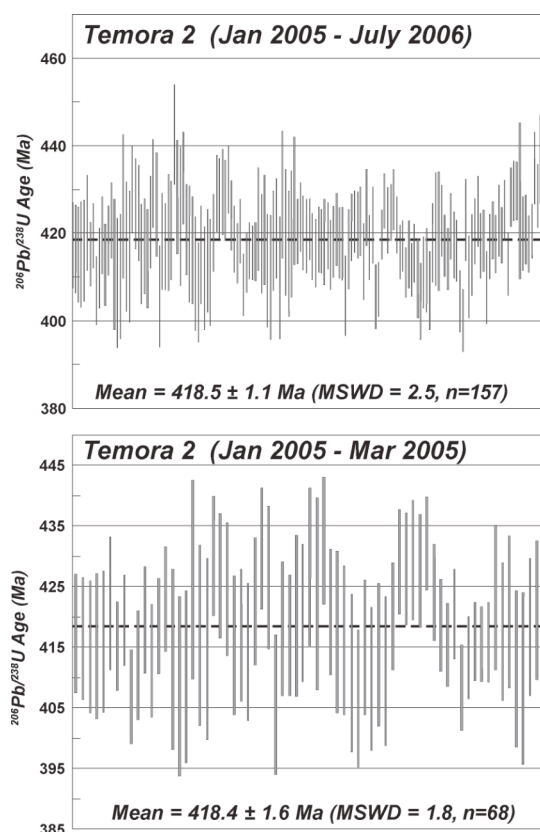 Temora 2 (Jan 2005 - July 2006)
460
440
420
400
380
²⁰⁶Pb/²³⁸U Age (Ma)
Mean = 418.5 ± 1.1 Ma (MSWD = 2.5, n=157)
Temora 2 (Jan 2005 - Mar 2005)
445
435
425
415
405
395
385
²⁰⁶Pb/²³⁸U Age (Ma)
Mean = 418.4 ± 1.6 Ma (MSWD = 1.8, n=68)